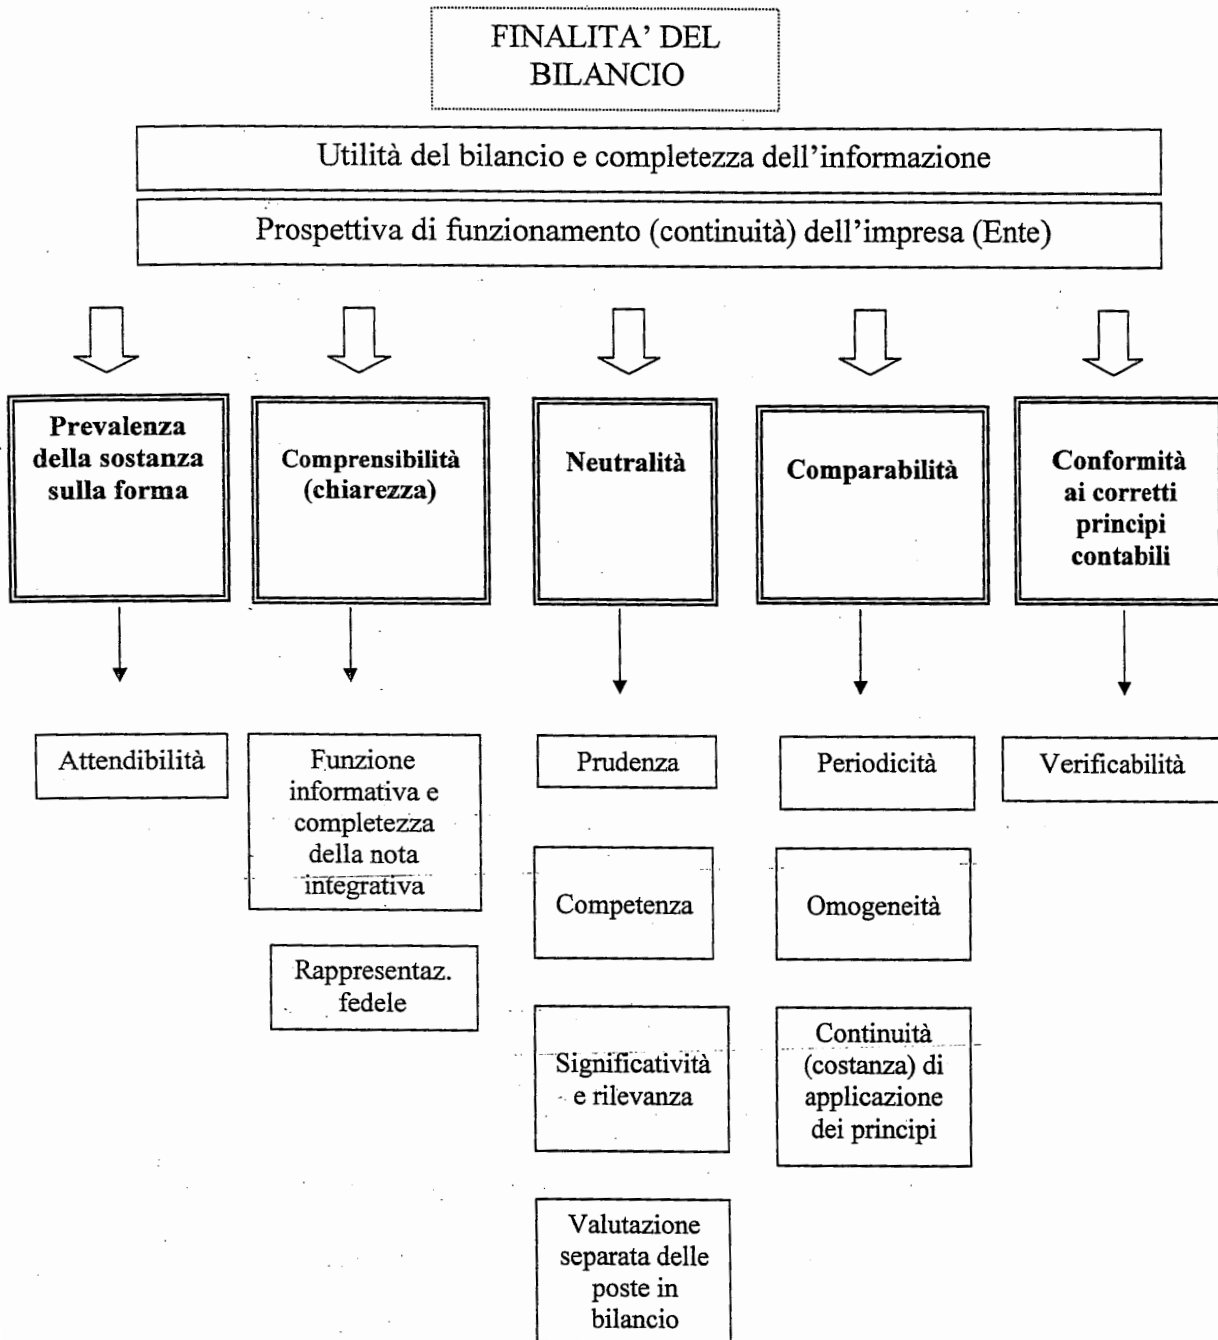 FINALITA’ DEL
BILANCIO
Utilità del bilancio e completezza dell’informazione
Prospettiva di funzionamento (continuità) dell’impresa (Ente)
Prevalenza
della sostanza
sulla forma
Comprensibilità
(chiarezza)
Neutralità
Comparabilità
Conformità
ai corretti
principi
contabili
Attendibilità
Funzione
informativa e
completezza
della nota
integrativa
Rappresentaz.
fedele
Prudenza
Competenza
Significatività
e rilevanza
Valutazione
separata delle
poste in
bilancio
Periodicità
Omogeneità
Continuità
(costanza) di
applicazione
dei principi
Verificabilità